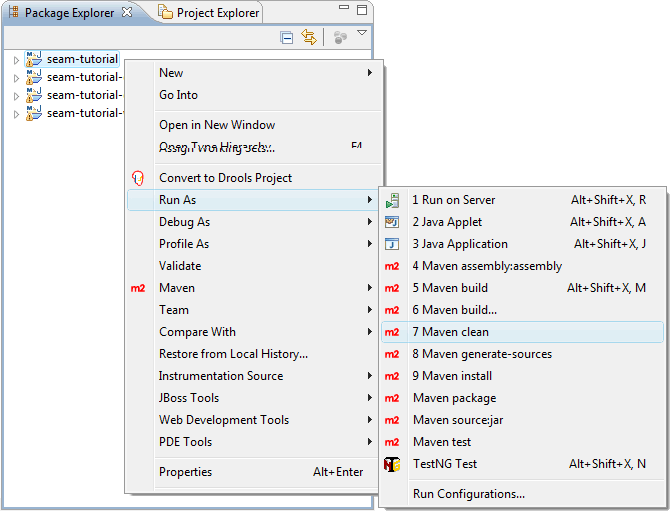 Package Explorer
Project Explorer
seam-tutorial
seam-tutorial-
seam-tutorial-
seam-tutorial-
New
Go Into
Open in New Window
F4
Convert to Drools Project
Run As
Debug As
Profile As
Validate
m2 Maven
Team
Compare With
Restore from Local History...
Instrumentation Source
JBoss Tools
Web Development Tools
PDE Tools
Properties Alt+Enter
1 Run on Server Alt+Shift+X, R
2 Java Applet Alt+Shift+X, A
3 Java Application Alt+Shift+X, J
m2 4 Maven assembly:assembly
m2 5 Maven build Alt+Shift+X, M
m2 6 Maven build...
m2 7 Maven clean
m2 8 Maven generate-sources
m2 9 Maven install
m2 Maven package
m2 Maven source:jar
m2 Maven test
TestNG Test Alt+Shift+X, N
Run Configurations...